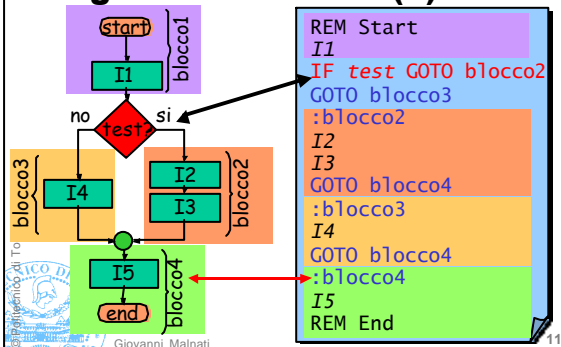 start
I1
blocco1
no
si
test?
blocco3
I4
I2
I3
blocco2
I5
end
blocco4
REM Start
I1
IF test GOTO blocco2
GOTO blocco3
:blocco2
I2
I3
GOTO blocco4
:blocco3
I4
GOTO blocco4
:blocco4
I5
REM End
Giovanni Malnati
11